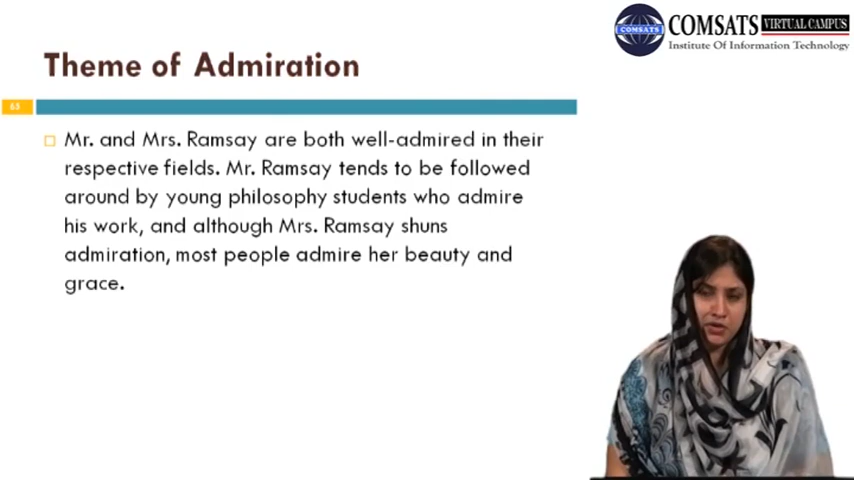 COMSATS VIRTUAL CAMPUS
Institute Of Information Technology
COMSATS
Theme of Admiration
65
Mr. and Mrs. Ramsay are both well-admired in their
respective fields. Mr. Ramsay tends to be followed
around by young philosophy students who admire
his work, and although Mrs. Ramsay shuns
admiration, most people admire her beauty and
grace.